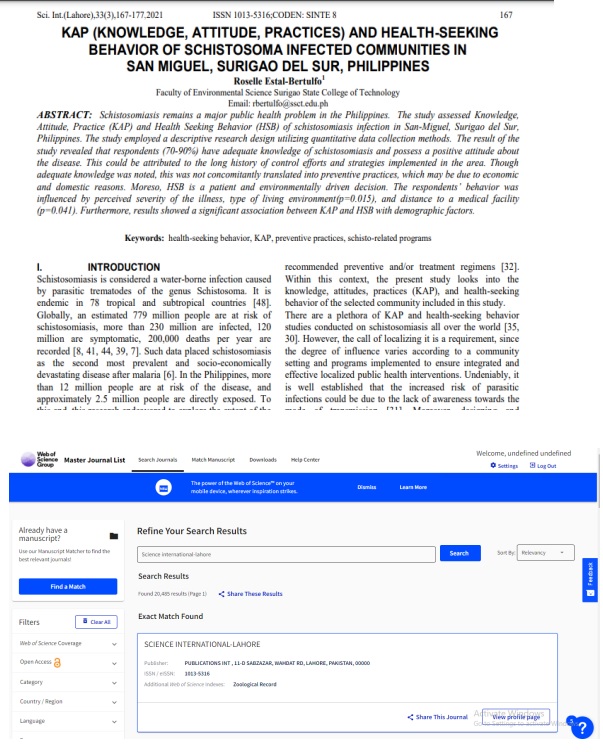 Sci. Int.(Lahore),33(3),167-177.2021 ISSN 1013-5316;CODEN: SINTE 8 167
KAP (KNOWLEDGE, ATTITUDE, PRACTICES) AND HEALTH-SEEKING
BEHAVIOR OF SCHISTOSOMA INFECTED COMMUNITIES IN
SAN MIGUEL, SURIGAO DEL SUR, PHILIPPINES
Roselle Estal-Bertulfo1
Faculty of Environmental Science Surigao State College of Technology
Email: rbertulfo@ssct.edu.ph
ABSTRACT: Schistosomiasis remains a major public health problem in the Philippines. The study assessed Knowledge,
Attitude, Practice (KAP) and Health Seeking Behavior (HSB) of schistosomiasis infection in San-Miguel, Surigao del Sur,
Philippines. The study employed a descriptive research design utilizing quantitative data collection methods. The result of the
study revealed that respondents (70-90%) have adequate knowledge of schistosomiasis and possess a positive attitude about
the disease. This could be attributed to the long history of control efforts and strategies implemented in the area. Though
adequate knowledge was noted, this was not concomitantly translated into preventive practices, which may be due to economic
and domestic reasons. Moreso, HSB is a patient and environmentally driven decision. The respondents' behavior was
influenced by perceived severity of the illness, type of living environment(p=0.015), and distance to a medical facility
(p=0.041). Furthermore, results showed a significant association between KAP and HSB with demographic factors.
Keywords: health-seeking behavior, KAP, preventive practices, schisto-related programs
I. INTRODUCTION
Schistosomiasis is considered a water-borne infection caused
by parasitic trematodes of the genus Schistosoma. It is
endemic in 78 tropical and subtropical countries [48].
Globally, an estimated 779 million people are at risk of
schistosomiasis, more than 230 million are infected, 120
million are symptomatic, 200,000 deaths per year are
recorded [8, 41, 44, 39, 7]. Such data placed schistosomiasis
as the second most prevalent and socio-economically
devastating disease after malaria [6]. In the Philippines, more
than 12 million people are at risk of the disease, and
approximately 2.5 million people are directly exposed. To
recommended preventive and/or treatment regimens [32].
Within this context, the present study looks into the
knowledge, attitudes, practices (KAP), and health-seeking
behavior of the selected community included in this study.
There are a plethora of KAP and health-seeking behavior
studies conducted on schistosomiasis all over the world [35,
30]. However, the call of localizing it is a requirement, since
the degree of influence varies according to a community
setting and programs implemented to ensure integrated and
effective localized public health interventions. Undeniably, it
is well established that the increased risk of parasitic
infections could be due to the lack of awareness towards the
Web of
Science
Group
Master Journal List
Search Journals
Match Manuscript
Downloads
Help Center
Welcome, undefined undefined
Settings
Log Out
The power of the Web of Science™ on your
mobile device, wherever inspiration strikes.
Dismiss
Learn More
Already have a
manuscript?
Use our Manuscript Matcher to find the
best relevant journals!
Find a Match
Filters
Clear All
Web of Science Coverage
Open Access
Category
Country / Region
Language
Refine Your Search Results
Science international-lahore
Search
Sort By: Relevancy
Search Results
Found 20,485 results (Page 1)
Share These Results
Exact Match Found
SCIENCE INTERNATIONAL-LAHORE
Publisher: PUBLICATIONS INT , 11-D SABZAZAR, WAHDAT RD, LAHORE, PAKISTAN, 00000
ISSN / eISSN: 1013-5316
Additional Web of Science Indexes: Zoological Record
Share This Journal
View profile page
Activate Windows
Feedback
?